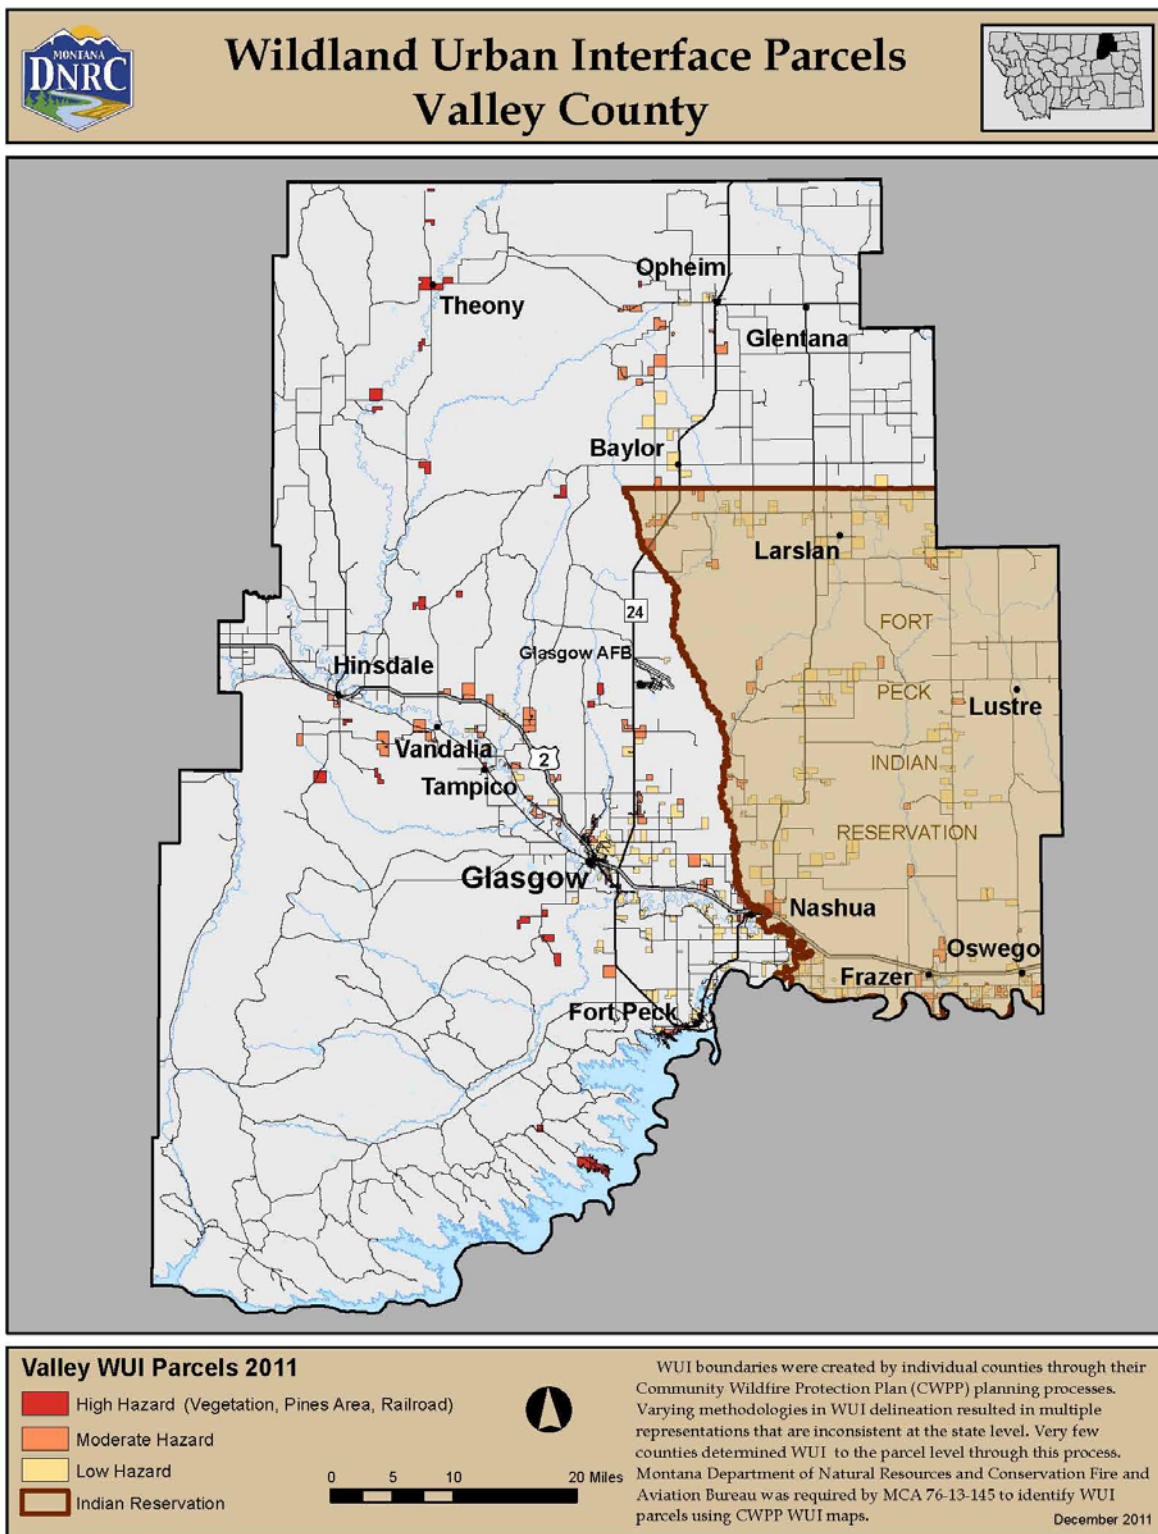 MONTANA
DNRC
Wildland Urban Interface Parcels
Valley County
Opheim
Theony
Glentana
Baylor
Larslan
24
FORT
Glasgow AFB
Hinsdale
PECK
Lustre
Vandalia
2
INDIAN
Tampico
RESERVATION
Glasgow
Nashua
Oswego
Frazer
Fort Peck
Valley WUI Parcels 2011
High Hazard (Vegetation, Pines Area, Railroad)
Moderate Hazard
Low Hazard
Indian Reservation
0 5 10 20 Miles
WUI boundaries were created by individual counties through their
Community Wildfire Protection Plan (CWPP) planning processes.
Varying methodologies in WUI delineation resulted in multiple
representations that are inconsistent at the state level. Very few
counties determined WUI to the parcel level through this process.
Montana Department of Natural Resources and Conservation Fire and
Aviation Bureau was required by MCA 76-13-145 to identify WUI
parcels using CWPP WUI maps.
December 2011